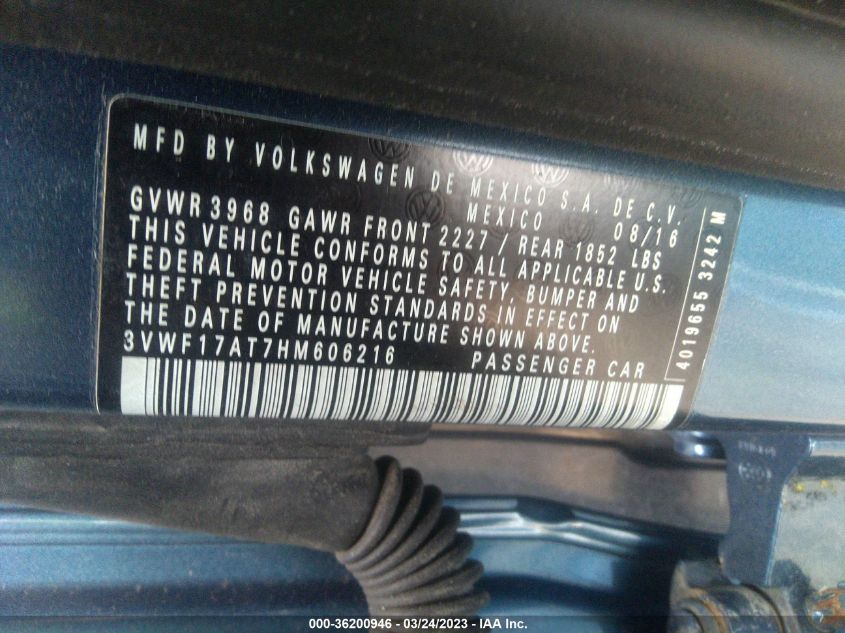 MFD BY VOLKSWAGEN DE MEXICO S.A. DE C.V.
MEXICO 08/16
GVWR 3968 GAWR FRONT 2227 / REAR 1852 LBS
THIS VEHICLE CONFORMS TO ALL APPLICABLE U.S.
FEDERAL MOTOR VEHICLE SAFETY, BUMPER AND
THEFT PREVENTION STANDARDS IN EFFECT ON
THE DATE OF MANUFACTURE SHOWN ABOVE.
3VWF17AT7HM606216 PASSENGER CAR
4019655 3242 M
000-36200946 - 03/24/2023 - IAA Inc.